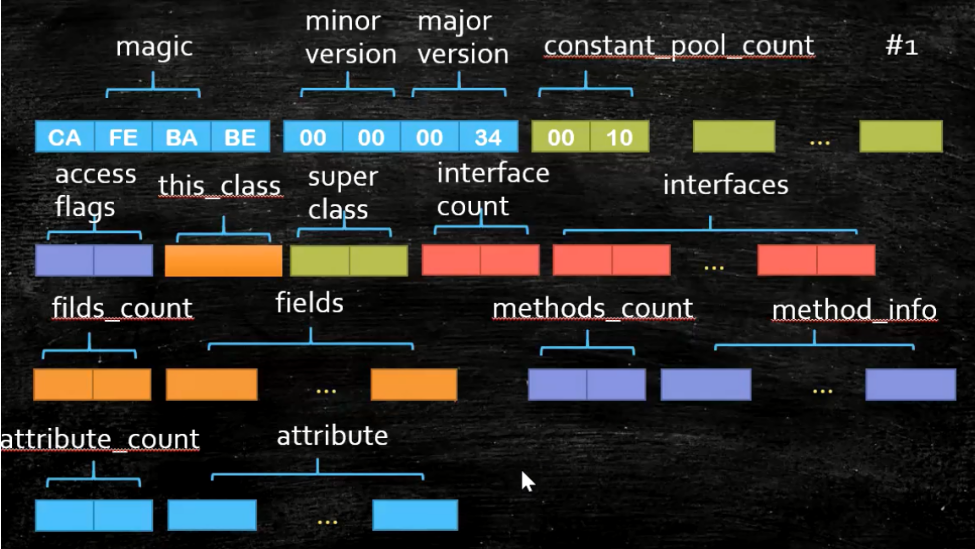 magic
minor
version
major
version
constant_pool_count
#1
CA FE BA BE 00 00 00 34 00 10 ...
access
flags
this_class
super
class
interface
count
interfaces
...
filds_count
fields
methods_count
method_info
... ...
attribute_count
attribute
...